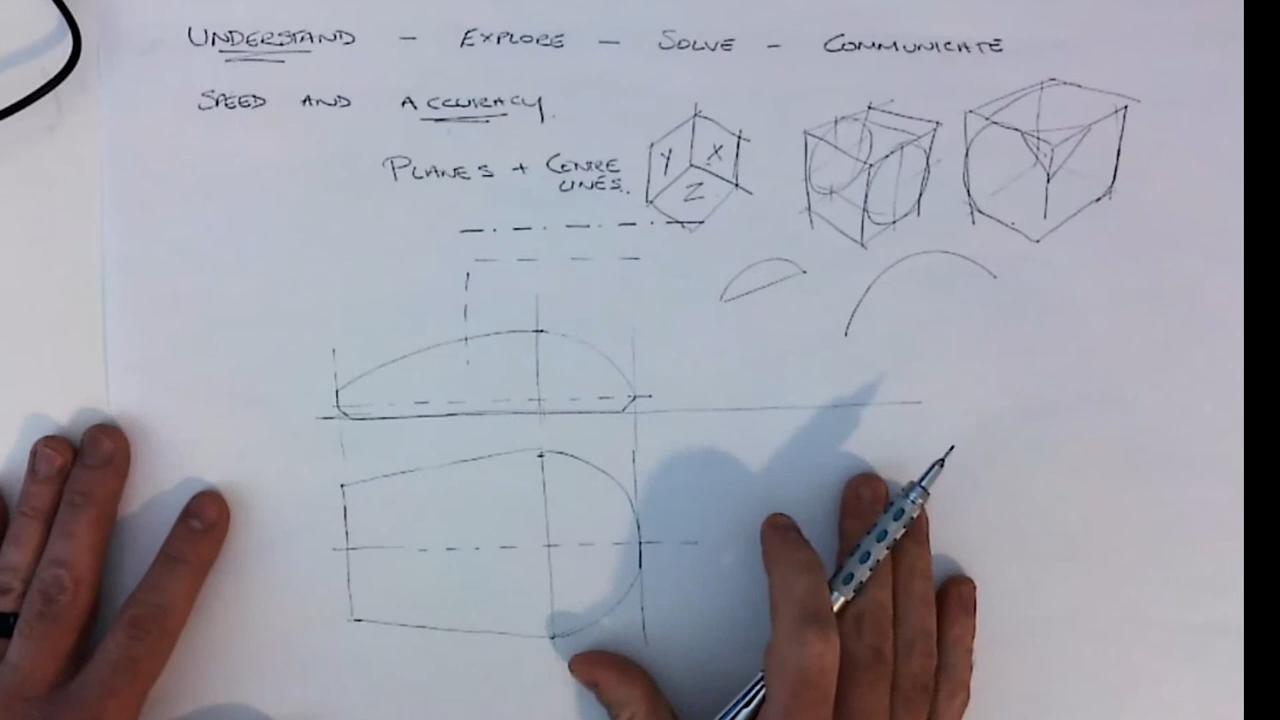 UNDERSTAND - EXPLORE - SOLVE - COMMUNICATE
SPEED AND ACCURACY.
PLANES + CENTRE
LINES.
Y X
Z